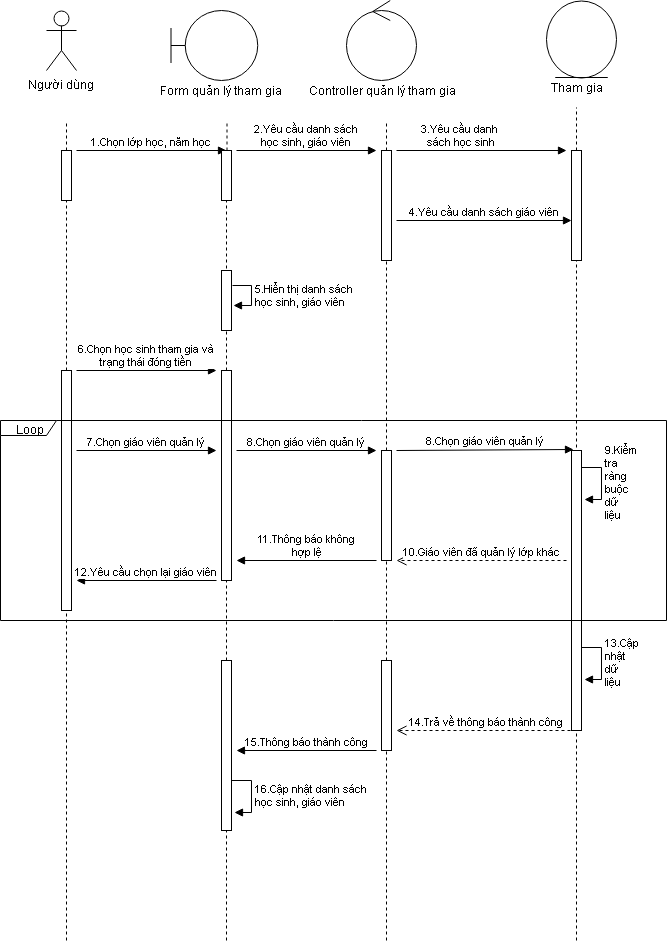 Người dùng
Form quản lý tham gia
Controller quản lý tham gia
Tham gia
1.Chọn lớp học, năm học
2.Yêu cầu danh sách
học sinh, giáo viên
3.Yêu cầu danh
sách học sinh
4.Yêu cầu danh sách giáo viên
5.Hiển thị danh sách
học sinh, giáo viên
6.Chọn học sinh tham gia và
trạng thái đóng tiền
Loop
7.Chọn giáo viên quản lý
8.Chọn giáo viên quản lý
8.Chọn giáo viên quản lý
9.Kiểm
tra
ràng
buộc
dữ
liệu
10.Giáo viên đã quản lý lớp khác
11.Thông báo không
hợp lệ
12.Yêu cầu chọn lại giáo viên
13.Cập
nhật
dữ
liệu
14.Trả về thông báo thành công
15.Thông báo thành công
16.Cập nhật danh sách
học sinh, giáo viên